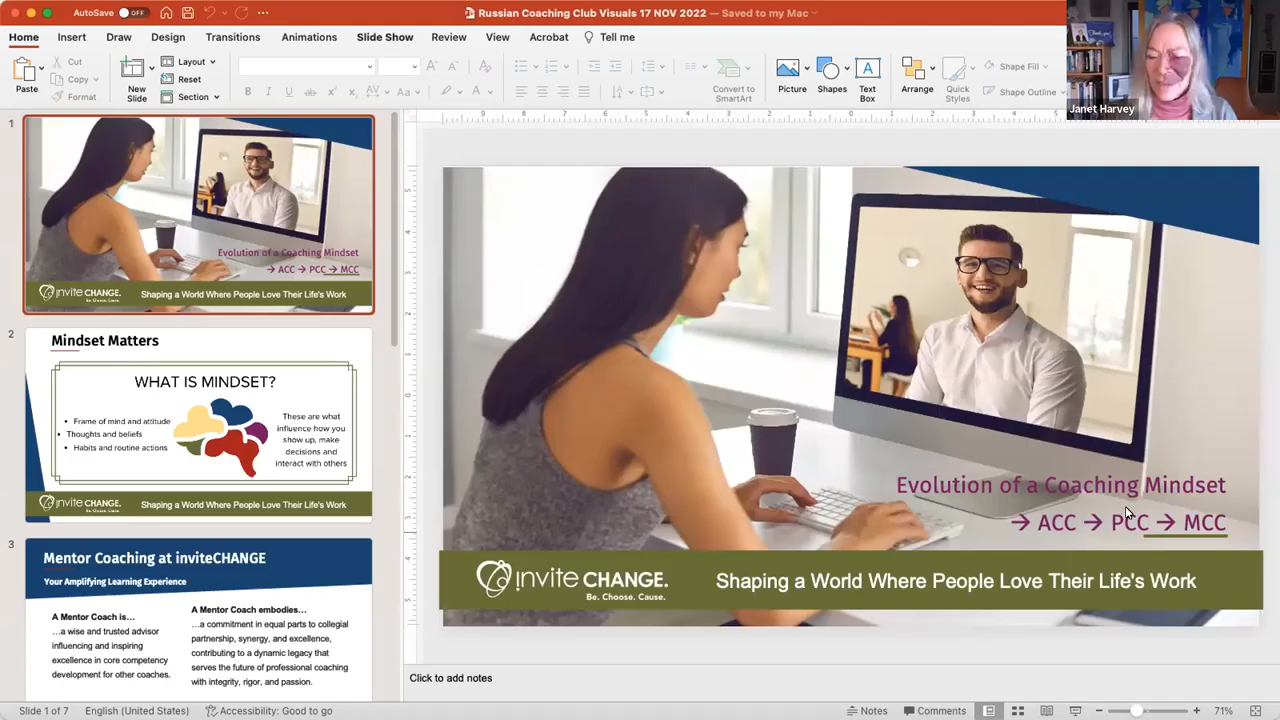 AutoSave OFF
Russian Coaching Club Visuals 17 NOV 2022 — Saved to my Mac
Home Insert Draw Design Transitions Animations Slide Show Review View Acrobat Tell me
Paste
Cut
Copy
Format
New Slide
Layout
Reset
Section
Convert to SmartArt
Picture
Shapes
Text Box
Arrange
Quick Styles
Shape Fill
Shape Outline
Janet Harvey
1
Evolution of a Coaching Mindset
→ ACC → PCC → MCC
inviteCHANGE.
Be. Choose. Cause.
Shaping a World Where People Love Their Life's Work
2
Mindset Matters
WHAT IS MINDSET?
• Frame of mind and attitude
• Thoughts and beliefs
• Habits and routine actions
These are what
influence how you
show up, make
decisions and
interact with others
inviteCHANGE.
Be. Choose. Cause.
Shaping a World Where People Love Their Life's Work
3
Mentor Coaching at inviteCHANGE
Your Amplifying Learning Experience
A Mentor Coach is…
…a wise and trusted advisor
influencing and inspiring
excellence in core competency
development for other coaches.
A Mentor Coach embodies…
…a commitment in equal parts to collegial
partnership, synergy, and excellence,
contributing to a dynamic legacy that
serves the future of professional coaching
with integrity, rigor, and passion.
Evolution of a Coaching Mindset
→ ACC → PCC → MCC
inviteCHANGE.
Be. Choose. Cause.
Shaping a World Where People Love Their Life's Work
Click to add notes
Slide 1 of 7 English (United States) Accessibility: Good to go Notes Comments 71%